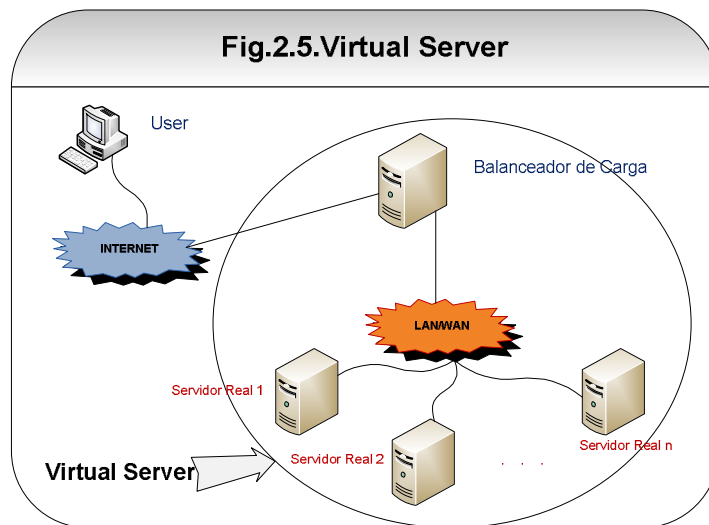 Fig.2.5.Virtual Server
User
Balanceador de Carga
INTERNET
LAN/WAN
Servidor Real 1
Servidor Real 2
. . .
Servidor Real n
Virtual Server